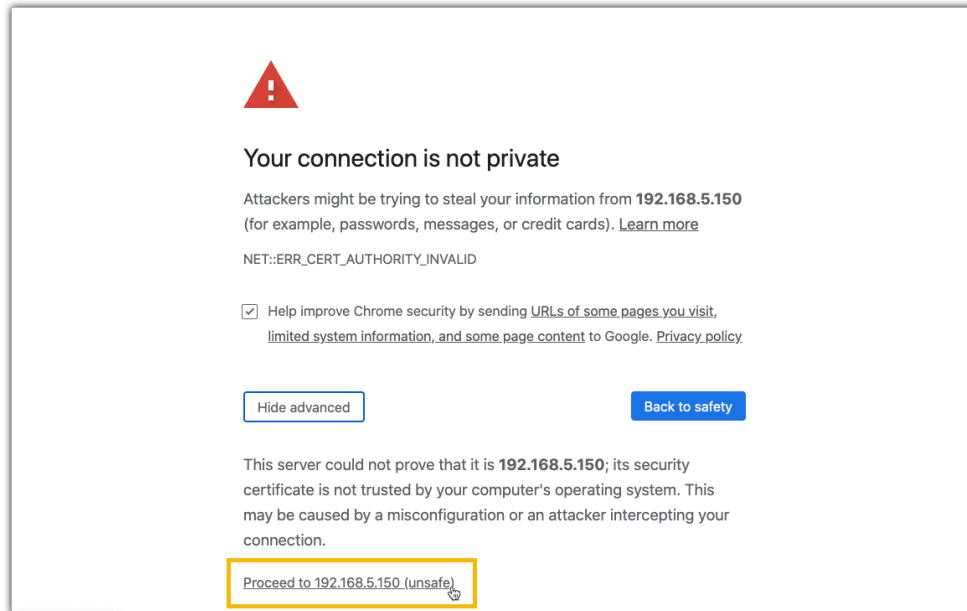 Your connection is not private
Attackers might be trying to steal your information from 192.168.5.150
(for example, passwords, messages, or credit cards). Learn more
NET::ERR_CERT_AUTHORITY_INVALID
Help improve Chrome security by sending URLs of some pages you visit,
limited system information, and some page content to Google. Privacy policy
Hide advanced
Back to safety
This server could not prove that it is 192.168.5.150; its security
certificate is not trusted by your computer's operating system. This
may be caused by a misconfiguration or an attacker intercepting your
connection.
Proceed to 192.168.5.150 (unsafe)